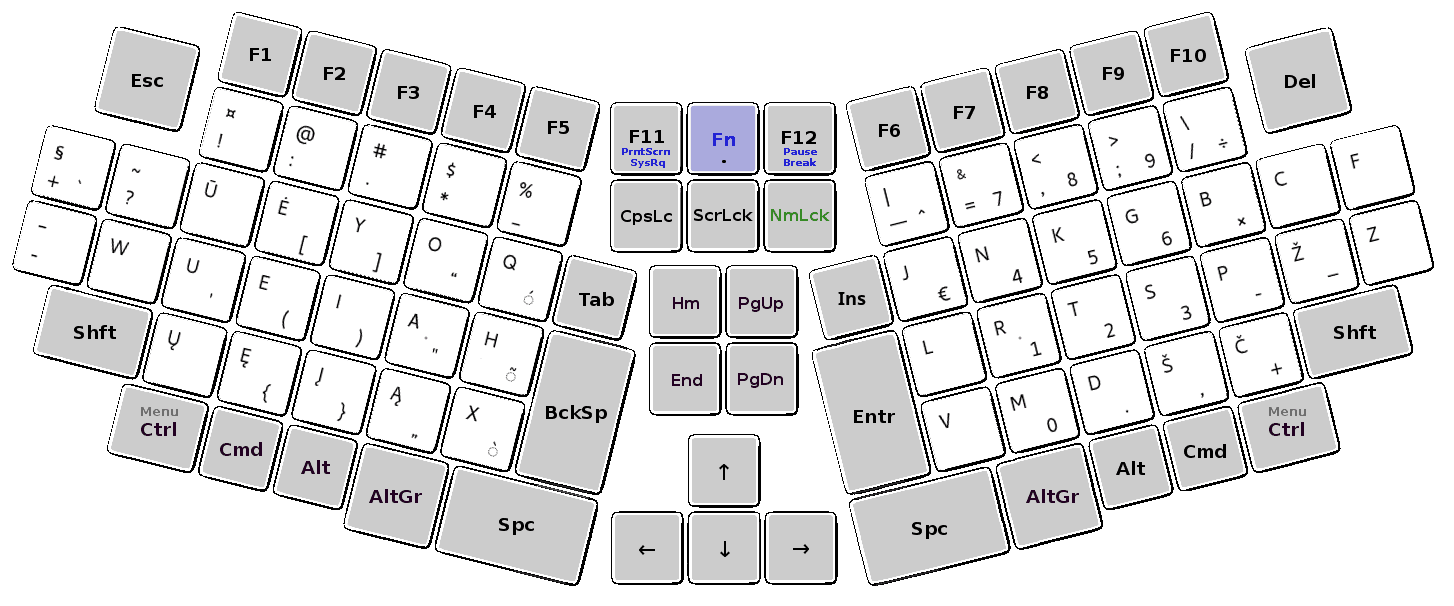 Esc
F1
F2
F3
F4
F5
F11
PrntScrn
SysRq
Fn
.
F12
Pause
Break
F6
F7
F8
F9
F10
Del
§
+ `
~
?
¤
!
@
:
#
.
$
*
%
_
CpsLc
ScrLck
NmLck
|
— ^
&
= 7
<
, 8
>
; 9
\
/ ÷
–
-
W
Ū
Ė
[
Y
]
O
“
Q
́
Tab
Hm
PgUp
Ins
J
€
N
4
K
5
G
6
B
×
C
F
Shft
U
'
E
(
I
)
A
"
H
̃
BckSp
End
PgDn
Entr
L
R
1
T
2
S
3
P
-
Ž
–
Z
Ų
Ę
{
Į
}
Ą
„
X
̀
V
M
0
D
.
Š
,
Č
+
Shft
Menu
Ctrl
Cmd
Alt
AltGr
Spc
↑
←
↓
→
Spc
AltGr
Alt
Cmd
Menu
Ctrl